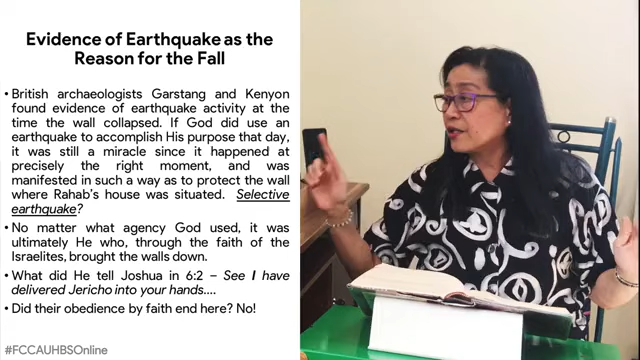 Evidence of Earthquake as the
Reason for the Fall
• British archaeologists Garstang and Kenyon
found evidence of earthquake activity at the
time the wall collapsed. If God did use an
earthquake to accomplish His purpose that day,
it was still a miracle since it happened at
precisely the right moment, and was
manifested in such a way as to protect the wall
where Rahab's house was situated. Selective
earthquake?
• No matter what agency God used, it was
ultimately He who, through the faith of the
Israelites, brought the walls down.
• What did He tell Joshua in 6:2 – See I have
delivered Jericho into your hands....
• Did their obedience by faith end here? No!
#FCCAUHBSOnline